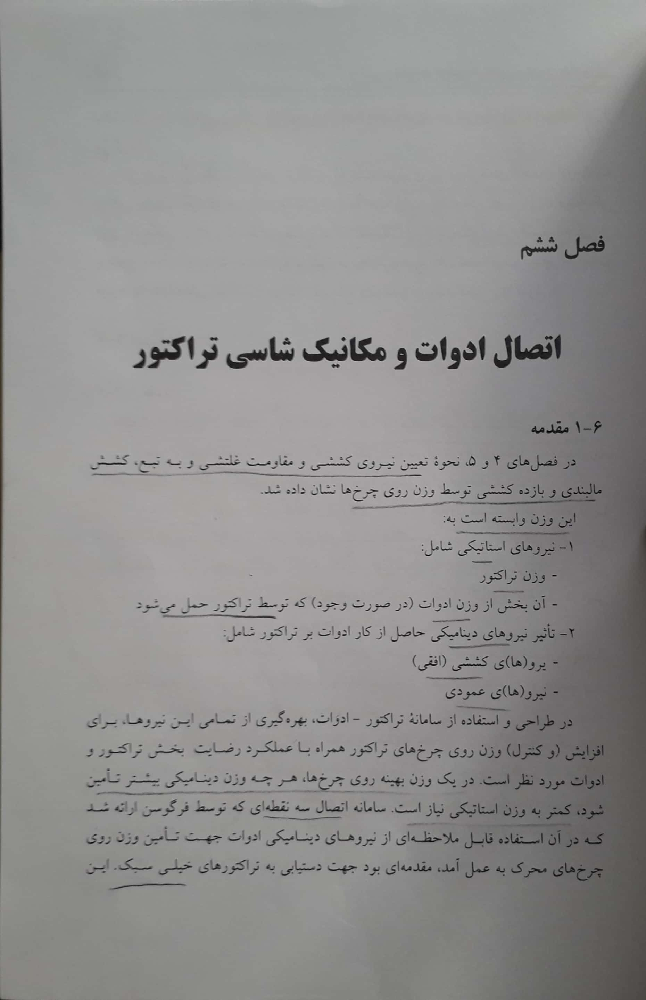 فصل ششم
اتصال ادوات و مکانیک شاسی تراکتور
۶-۱ مقدمه
در فصل‌های ۴ و ۵، نحوهٔ تعیین نیروی کششی و مقاومت غلتشی و به تبع، کشش
مالبندی و بازده کششی توسط وزن روی چرخ‌ها نشان داده شد.
این وزن وابسته است به:
۱- نیروهای استاتیکی شامل:
- وزن تراکتور
- آن بخش از وزن ادوات (در صورت وجود) که توسط تراکتور حمل می‌شود
۲- تأثیر نیروهای دینامیکی حاصل از کار ادوات بر تراکتور شامل:
- یرو(ها)ی کششی (افقی)
- نیرو(ها)ی عمودی
در طراحی و استفاده از سامانهٔ تراکتور - ادوات، بهره‌گیری از تمامی این نیروها، برای
افزایش (و کنترل) وزن روی چرخ‌های تراکتور همراه با عملکرد رضایت بخش تراکتور و
ادوات مورد نظر است. در یک وزن بهینه روی چرخ‌ها، هر چه وزن دینامیکی بیشتر تأمین
شود، کمتر به وزن استاتیکی نیاز است. سامانه اتصال سه نقطه‌ای که توسط فرگوسن ارائه شد
که در آن استفاده قابل ملاحظه‌ای از نیروهای دینامیکی ادوات جهت تأمین وزن روی
چرخ‌های محرک به عمل آمد، مقدمه‌ای بود جهت دستیابی به تراکتورهای خیلی سبک. این